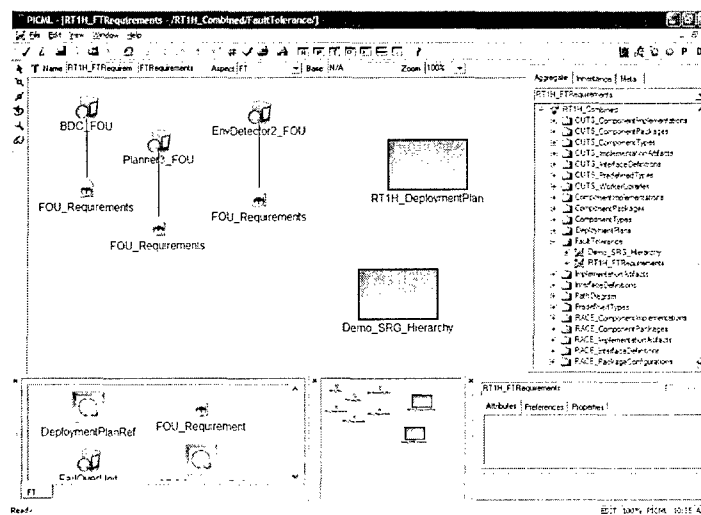 PICML - [RT1H_FTRequirements - /RT1H_Combined/FaultTolerance/]
File Edit View Window Help
Name RT1H_FTRequirem FTRequirements Aspect FT Base N/A Zoom 100%
Aggregate Inheritance Meta
RT1H_FTRequirements
RT1H_Combined
CUTS_ComponentImplementations
CUTS_ComponentPackages
CUTS_ComponentTypes
CUTS_ImplementationArtifacts
CUTS_InterfaceDefinitions
CUTS_PredefinedTypes
CUTS_WorkerLibraries
ComponentImplementations
ComponentPackages
ComponentTypes
DeploymentPlans
FaultTolerance
Demo_SRG_Hierarchy
RT1H_FTRequirements
ImplementationArtifacts
InterfaceDefinitions
PathDiagram
PredefinedTypes
RACE_ComponentImplementations
RACE_ComponentPackages
RACE_ImplementationArtifacts
RACE_InterfaceDefinitions
RACE_PackageConfigurations
BDC_FOU
Planner3_FOU
EnvDetector2_FOU
FOU_Requirements
FOU_Requirements
FOU_Requirements
RT1H_DeploymentPlan
Demo_SRG_Hierarchy
DeploymentPlanRef
FOU_Requirement
FailOverUnit
FT
RT1H_FTRequirements
Attributes Preferences Properties
Ready
EDIT 100% PICML